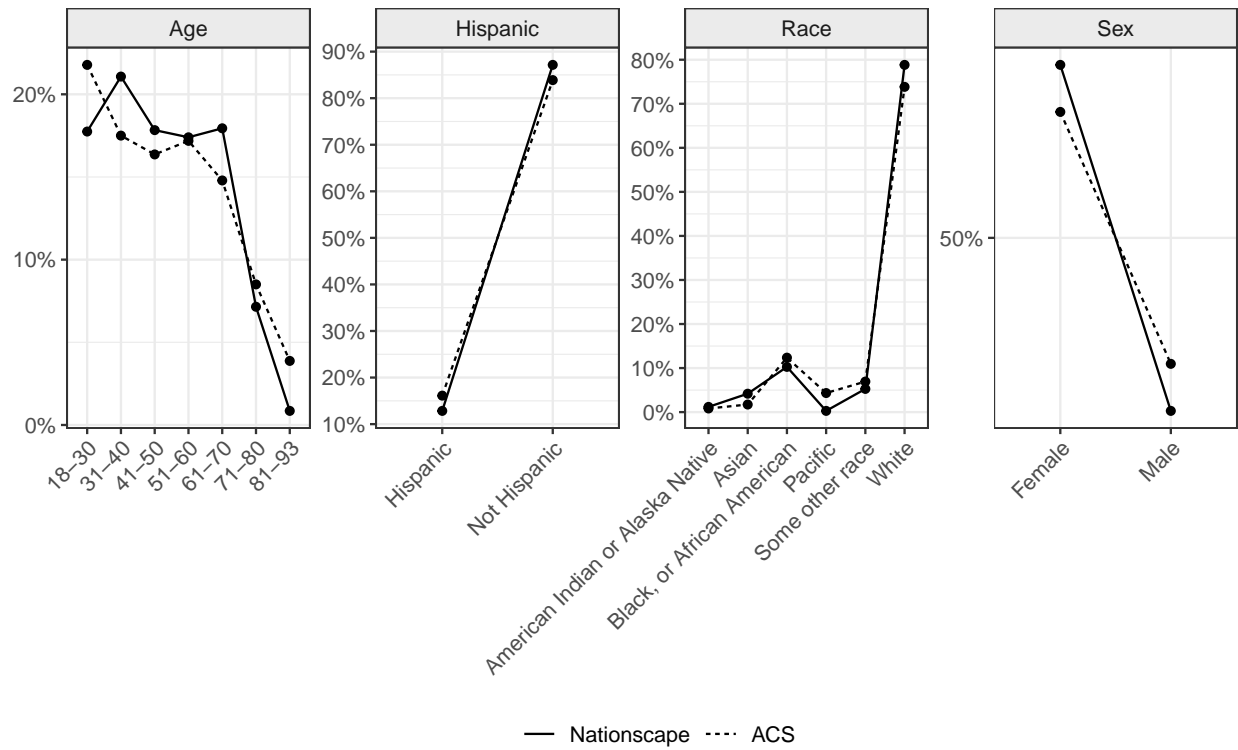 Age
Hispanic
Race
Sex
20%
10%
0%
90%
80%
70%
60%
50%
40%
30%
20%
10%
80%
70%
60%
50%
40%
30%
20%
10%
0%
50%
18–30
31–40
41–50
51–60
61–70
71–80
81–93
Hispanic
Not Hispanic
American Indian or Alaska Native
Asian
Black, or African American
Pacific
Some other race
White
Female
Male
Nationscape
ACS